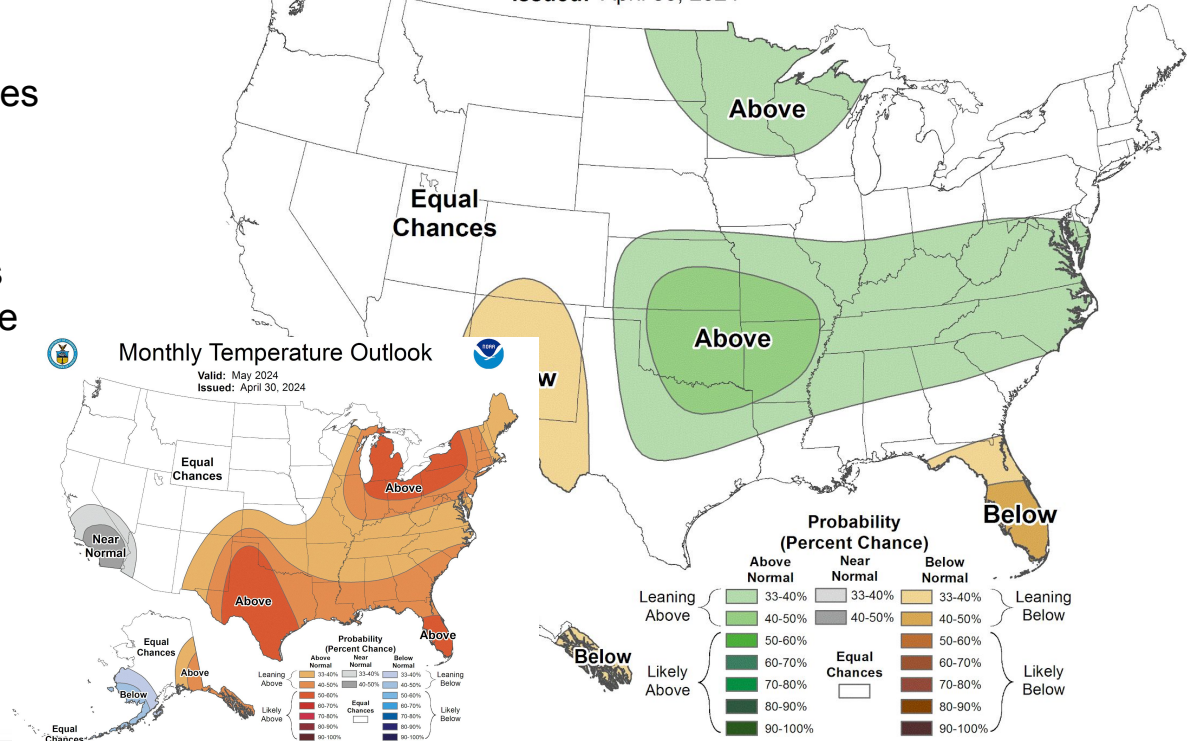 es
s
e
Above
Equal
Chances
Above
w
Below
Below
Probability
(Percent Chance)
Above
Normal
Near
Normal
Below
Normal
Leaning
Above
33-40%
33-40%
33-40%
Leaning
Below
40-50%
40-50%
40-50%
Likely
Above
50-60%
50-60%
Likely
Below
60-70%
60-70%
70-80%
70-80%
80-90%
80-90%
90-100%
90-100%
Equal
Chances
Monthly Temperature Outlook
NOAA
Valid: May 2024
Issued: April 30, 2024
Equal
Chances
Above
Near
Normal
Above
Above
Equal
Chances
Above
Below
Equal
Chances
Probability
(Percent Chance)
Above
Normal
Near
Normal
Below
Normal
Leaning
Above
33-40%
33-40%
33-40%
Leaning
Below
40-50%
40-50%
40-50%
Likely
Above
50-60%
50-60%
Likely
Below
60-70%
60-70%
70-80%
70-80%
80-90%
80-90%
90-100%
90-100%
Equal
Chances